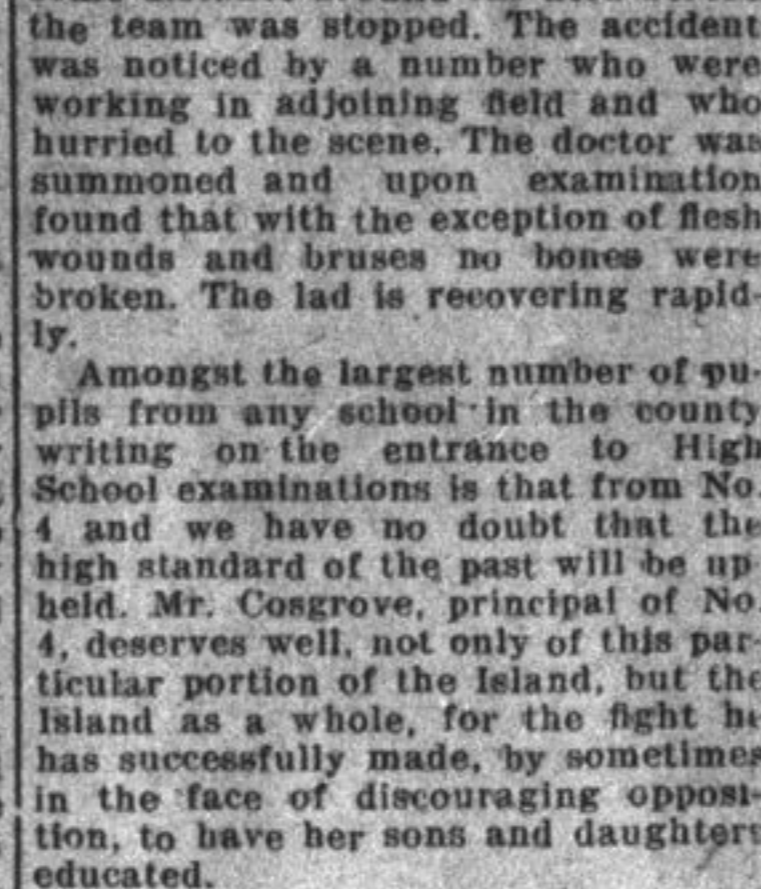 the team was stopped. The accident
was noticed by a number who were
working in adjoining field and who
hurried to the scene. The doctor was
summoned and upon examination
found that with the exception of flesh
wounds and bruses no bones were
broken. The lad is recovering rapid-
ly.
Amongst the largest number of pu-
pils from any school in the county
writing on the entrance to High
School examinations is that from No.
4 and we have no doubt that the
high standard of the past will be up
held. Mr. Cosgrove, principal of No.
4, deserves well, not only of this par-
ticular portion of the Island, but the
Island as a whole, for the fight he
has successfully made, by sometimes
in the face of discouraging opposi-
tion, to have her sons and daughters
educated.